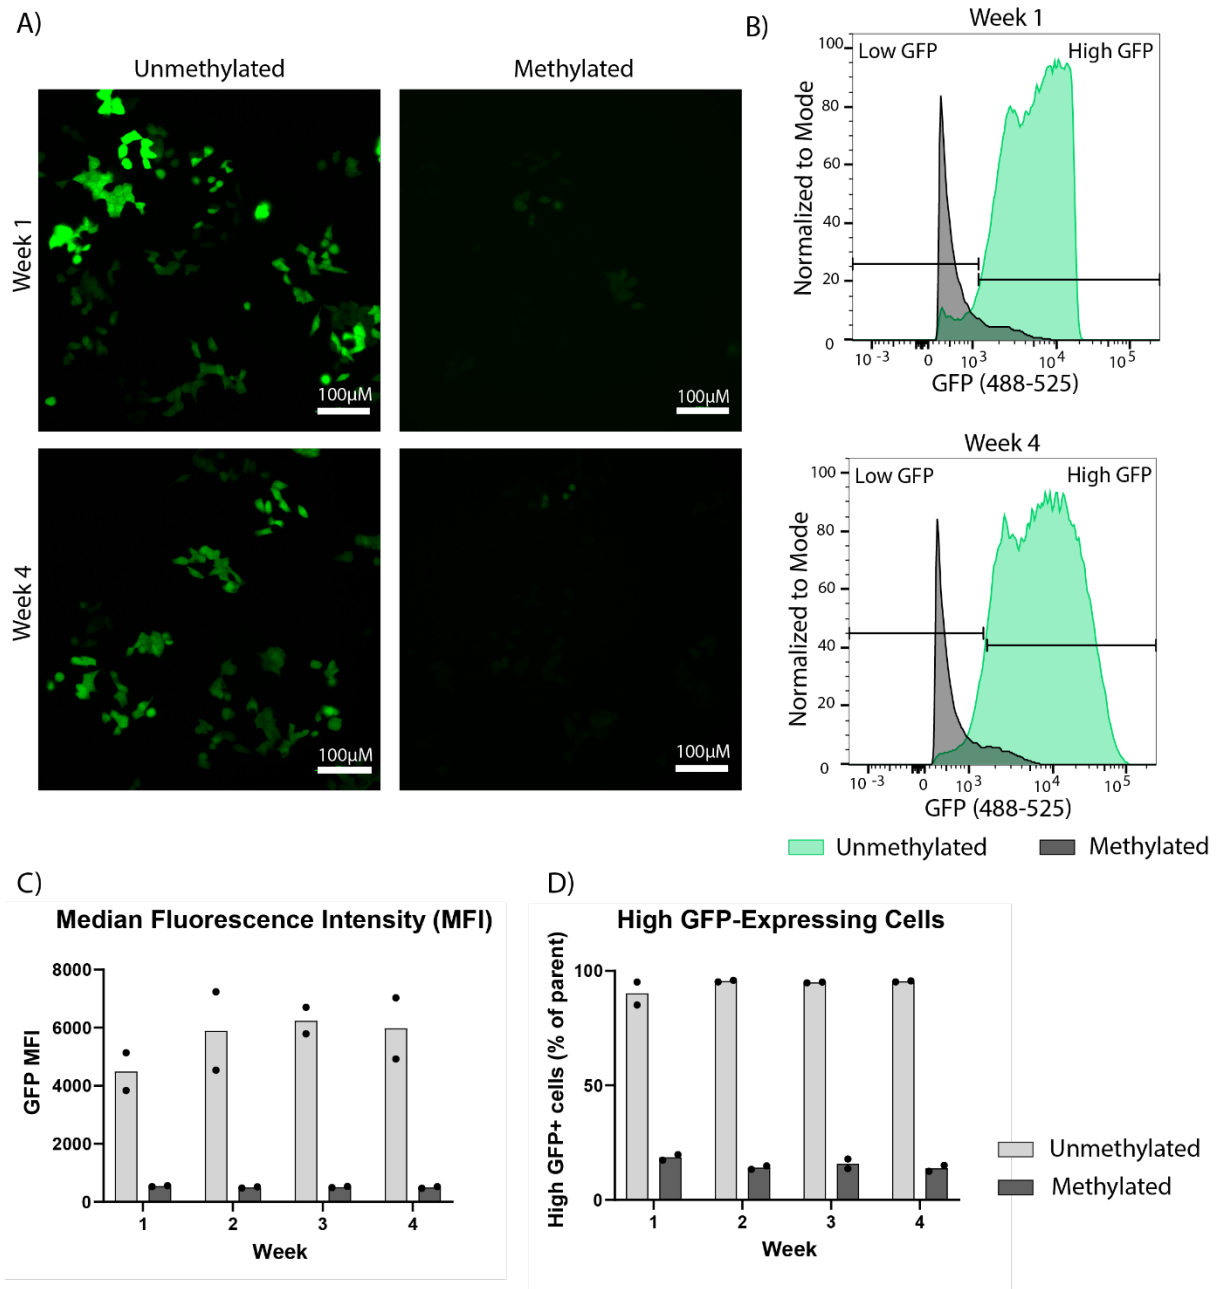 A)
Unmethylated
Methylated
Week 1
100µM
100µM
Week 4
100µM
100µM
B)
Week 1
Low GFP
High GFP
Normalized to Mode
100
80
60
40
20
0
10 -3
0
10 3
10 4
10 5
GFP (488-525)
Week 4
Low GFP
High GFP
Normalized to Mode
100
80
60
40
20
0
10 -3
0
10 3
10 4
10 5
GFP (488-525)
Unmethylated
Methylated
C)
Median Fluorescence Intensity (MFI)
GFP MFI
8000
6000
4000
2000
0
1
2
3
4
Week
D)
High GFP-Expressing Cells
High GFP+ cells (% of parent)
100
50
0
1
2
3
4
Week
Unmethylated
Methylated